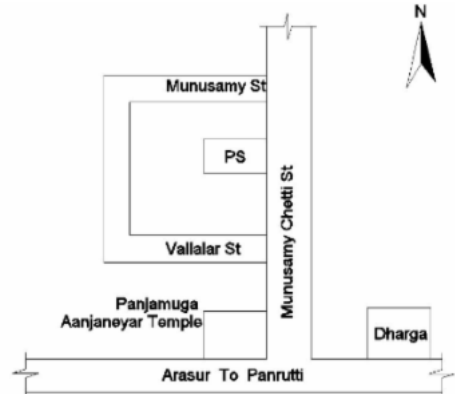 N
Munusamy St
PS
Munusamy Chetti St
Vallalar St
Panjamuga
Aanjaneyar Temple
Dharga
Arasur To Panrutti